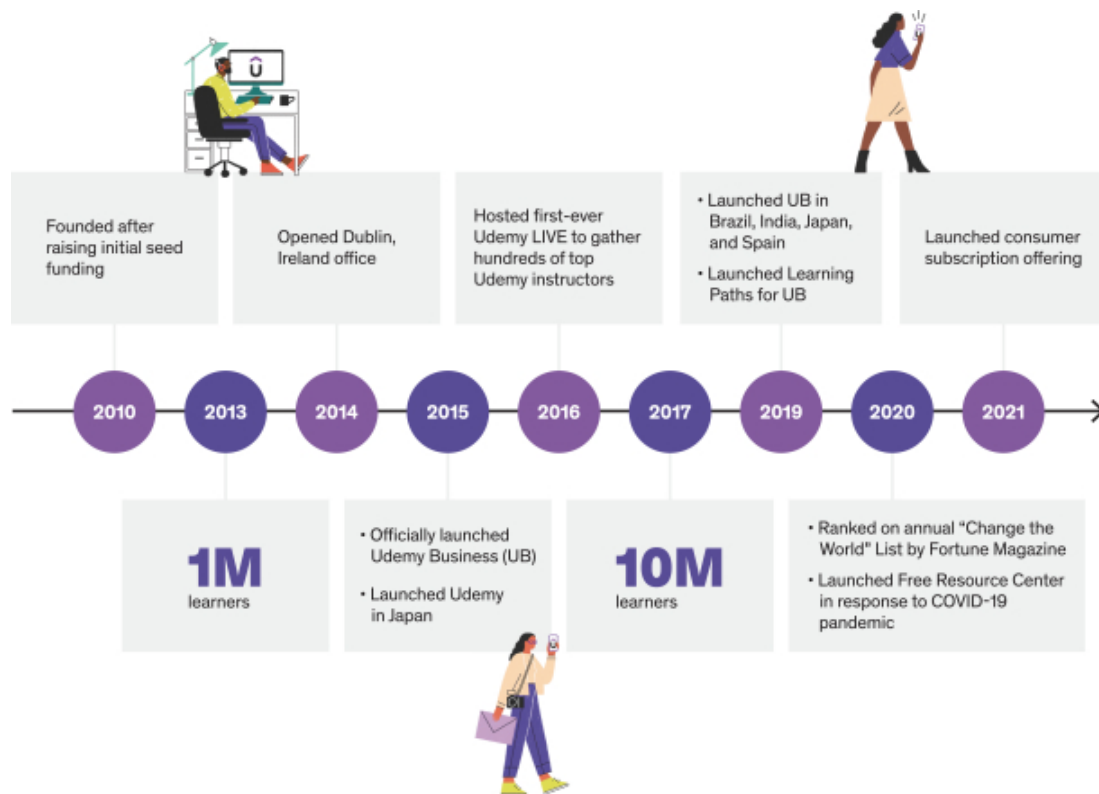 Founded after
raising initial seed
funding
Opened Dublin,
Ireland office
Hosted first-ever
Udemy LIVE to gather
hundreds of top
Udemy instructors
• Launched UB in
Brazil, India, Japan,
and Spain
• Launched Learning
Paths for UB
Launched consumer
subscription offering
2010
2013
2014
2015
2016
2017
2019
2020
2021
1M
learners
• Officially launched
Udemy Business (UB)
• Launched Udemy
in Japan
10M
learners
• Ranked on annual “Change the
World" List by Fortune Magazine
• Launched Free Resource Center
in response to COVID-19
pandemic